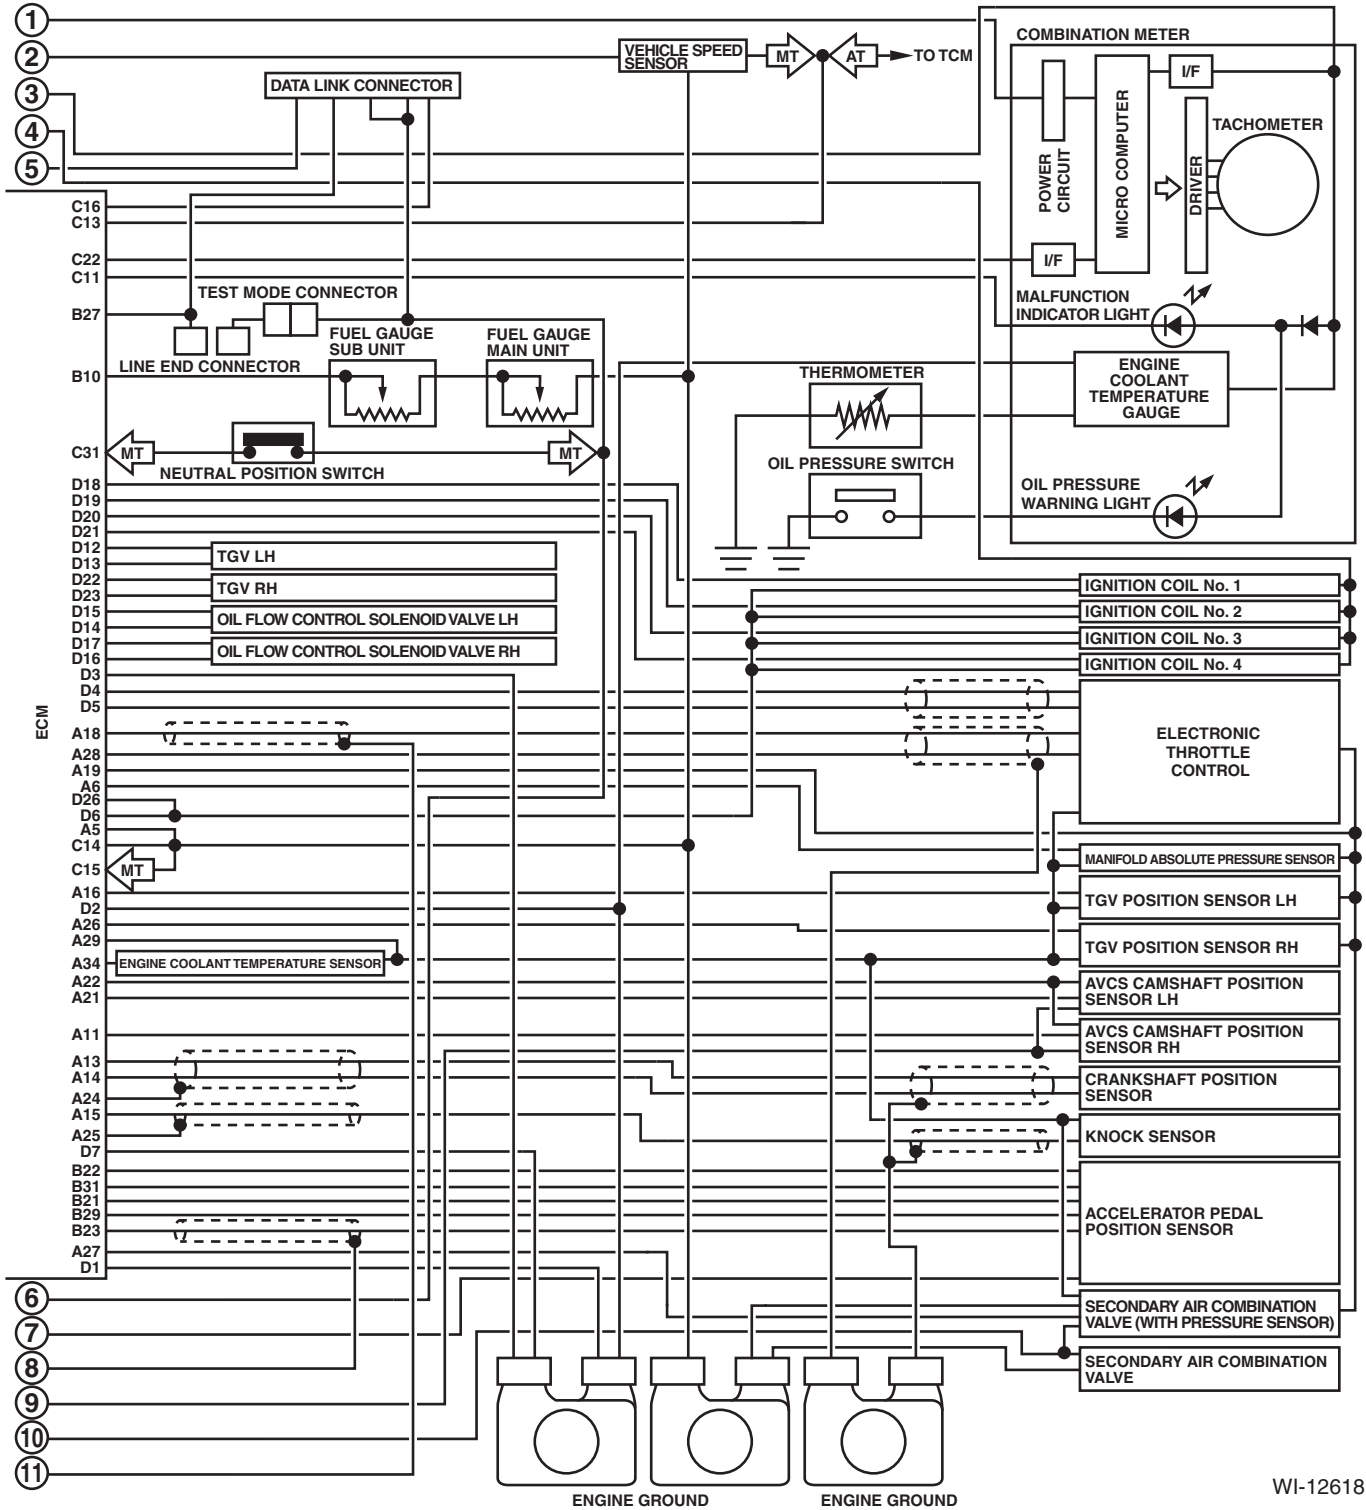 1
2
3
4
5
VEHICLE SPEED
SENSOR
MT
AT
TO TCM
DATA LINK CONNECTOR
COMBINATION METER
I/F
POWER
CIRCUIT
MICRO COMPUTER
DRIVER
TACHOMETER
I/F
MALFUNCTION
INDICATOR LIGHT
ENGINE
COOLANT
TEMPERATURE
GAUGE
OIL PRESSURE
WARNING LIGHT
ECM
C16
C13
C22
C11
B27
B10
C31
D18
D19
D20
D21
D12
D13
D22
D23
D15
D14
D17
D16
D3
D4
D5
A18
A28
A19
A6
D26
D6
A5
C14
C15
A16
D2
A26
A29
A34
A22
A21
A11
A13
A14
A24
A15
A25
D7
B22
B31
B21
B29
B23
A27
D1
TEST MODE CONNECTOR
LINE END CONNECTOR
FUEL GAUGE
SUB UNIT
FUEL GAUGE
MAIN UNIT
THERMOMETER
OIL PRESSURE SWITCH
MT
MT
NEUTRAL POSITION SWITCH
TGV LH
TGV RH
OIL FLOW CONTROL SOLENOID VALVE LH
OIL FLOW CONTROL SOLENOID VALVE RH
MT
ENGINE COOLANT TEMPERATURE SENSOR
IGNITION COIL No. 1
IGNITION COIL No. 2
IGNITION COIL No. 3
IGNITION COIL No. 4
ELECTRONIC
THROTTLE
CONTROL
MANIFOLD ABSOLUTE PRESSURE SENSOR
TGV POSITION SENSOR LH
TGV POSITION SENSOR RH
AVCS CAMSHAFT POSITION
SENSOR LH
AVCS CAMSHAFT POSITION
SENSOR RH
CRANKSHAFT POSITION
SENSOR
KNOCK SENSOR
ACCELERATOR PEDAL
POSITION SENSOR
SECONDARY AIR COMBINATION
VALVE (WITH PRESSURE SENSOR)
SECONDARY AIR COMBINATION
VALVE
6
7
8
9
10
11
ENGINE GROUND
ENGINE GROUND
WI-12618